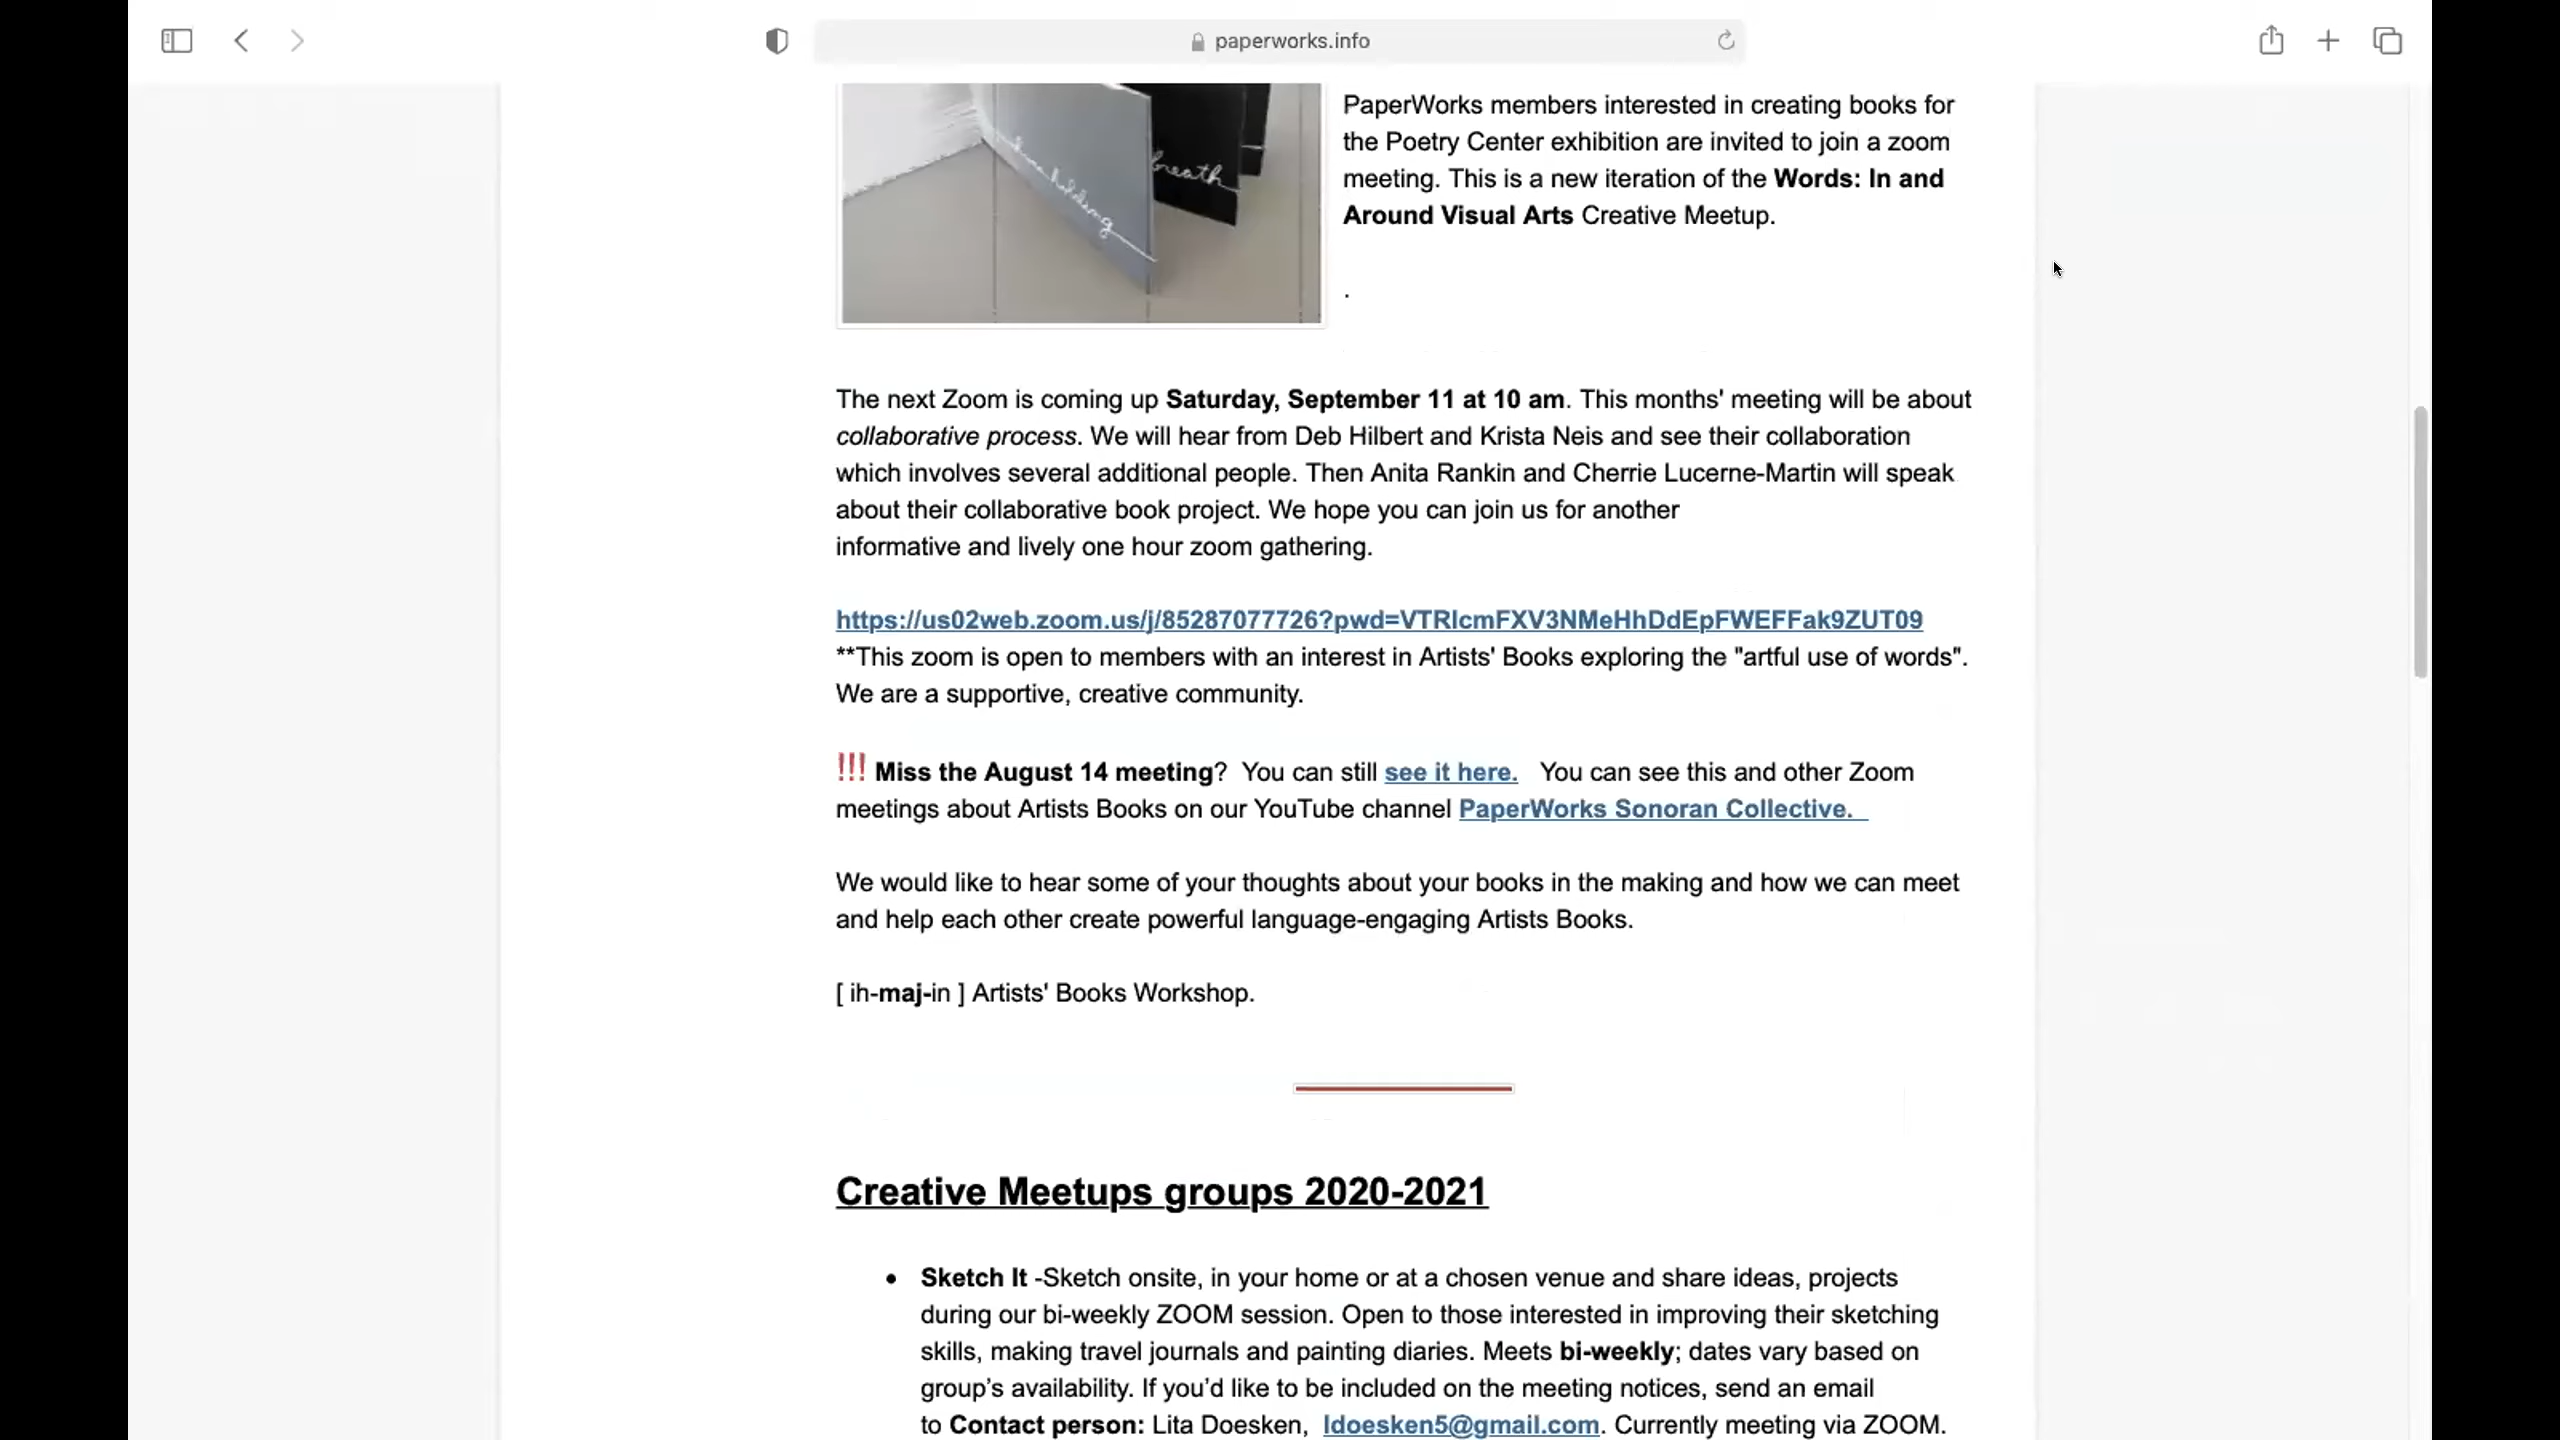 paperworks.info
breath
holding
PaperWorks members interested in creating books for
the Poetry Center exhibition are invited to join a zoom
meeting. This is a new iteration of the Words: In and
Around Visual Arts Creative Meetup.
.
The next Zoom is coming up Saturday, September 11 at 10 am. This months' meeting will be about
collaborative process. We will hear from Deb Hilbert and Krista Neis and see their collaboration
which involves several additional people. Then Anita Rankin and Cherrie Lucerne-Martin will speak
about their collaborative book project. We hope you can join us for another
informative and lively one hour zoom gathering.
https://us02web.zoom.us/j/85287077726?pwd=VTRIcmFXV3NMeHhDdEpFWEFFak9ZUT09
**This zoom is open to members with an interest in Artists' Books exploring the "artful use of words".
We are a supportive, creative community.
!!! Miss the August 14 meeting? You can still see it here. You can see this and other Zoom
meetings about Artists Books on our YouTube channel PaperWorks Sonoran Collective.
We would like to hear some of your thoughts about your books in the making and how we can meet
and help each other create powerful language-engaging Artists Books.
[ ih-maj-in ] Artists' Books Workshop.
Creative Meetups groups 2020-2021
• Sketch It -Sketch onsite, in your home or at a chosen venue and share ideas, projects
during our bi-weekly ZOOM session. Open to those interested in improving their sketching
skills, making travel journals and painting diaries. Meets bi-weekly; dates vary based on
group's availability. If you'd like to be included on the meeting notices, send an email
to Contact person: Lita Doesken, ldoesken5@gmail.com. Currently meeting via ZOOM.